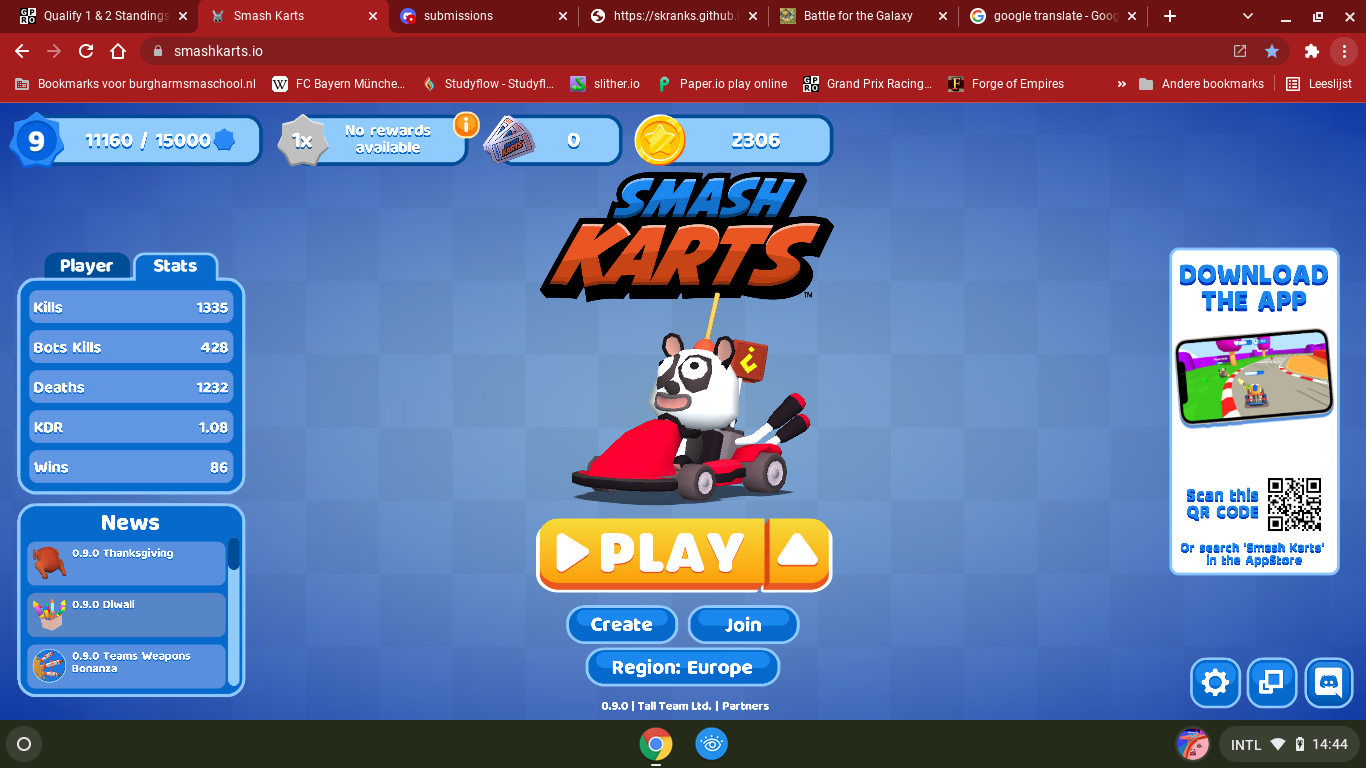 Qualify 1 & 2 Standings
Smash Karts
submissions
https://skranks.github.i
Battle for the Galaxy
google translate - Goog
smashkarts.io
Bookmarks voor burgharmsmaschool.nl
FC Bayern Münche...
Studyflow - Studyfl...
slither.io
Paper.io play online
Grand Prix Racing...
Forge of Empires
»
Andere bookmarks
Leeslijst
9
11160 / 15000
1x
No rewards
available
i
0
2306
SMASH
KARTS
™
Player
Stats
Kills 1335
Bots Kills 428
Deaths 1232
KDR 1.08
Wins 86
News
0.9.0 Thanksgiving
0.9.0 Diwali
0.9.0 Teams Weapons
Bonanza
DOWNLOAD
THE APP
Scan this
QR CODE
Or search 'Smash Karts'
in the AppStore
¿
PLAY
Create
Join
Region: Europe
0.9.0 | Tall Team Ltd. | Partners
INTL
14:44